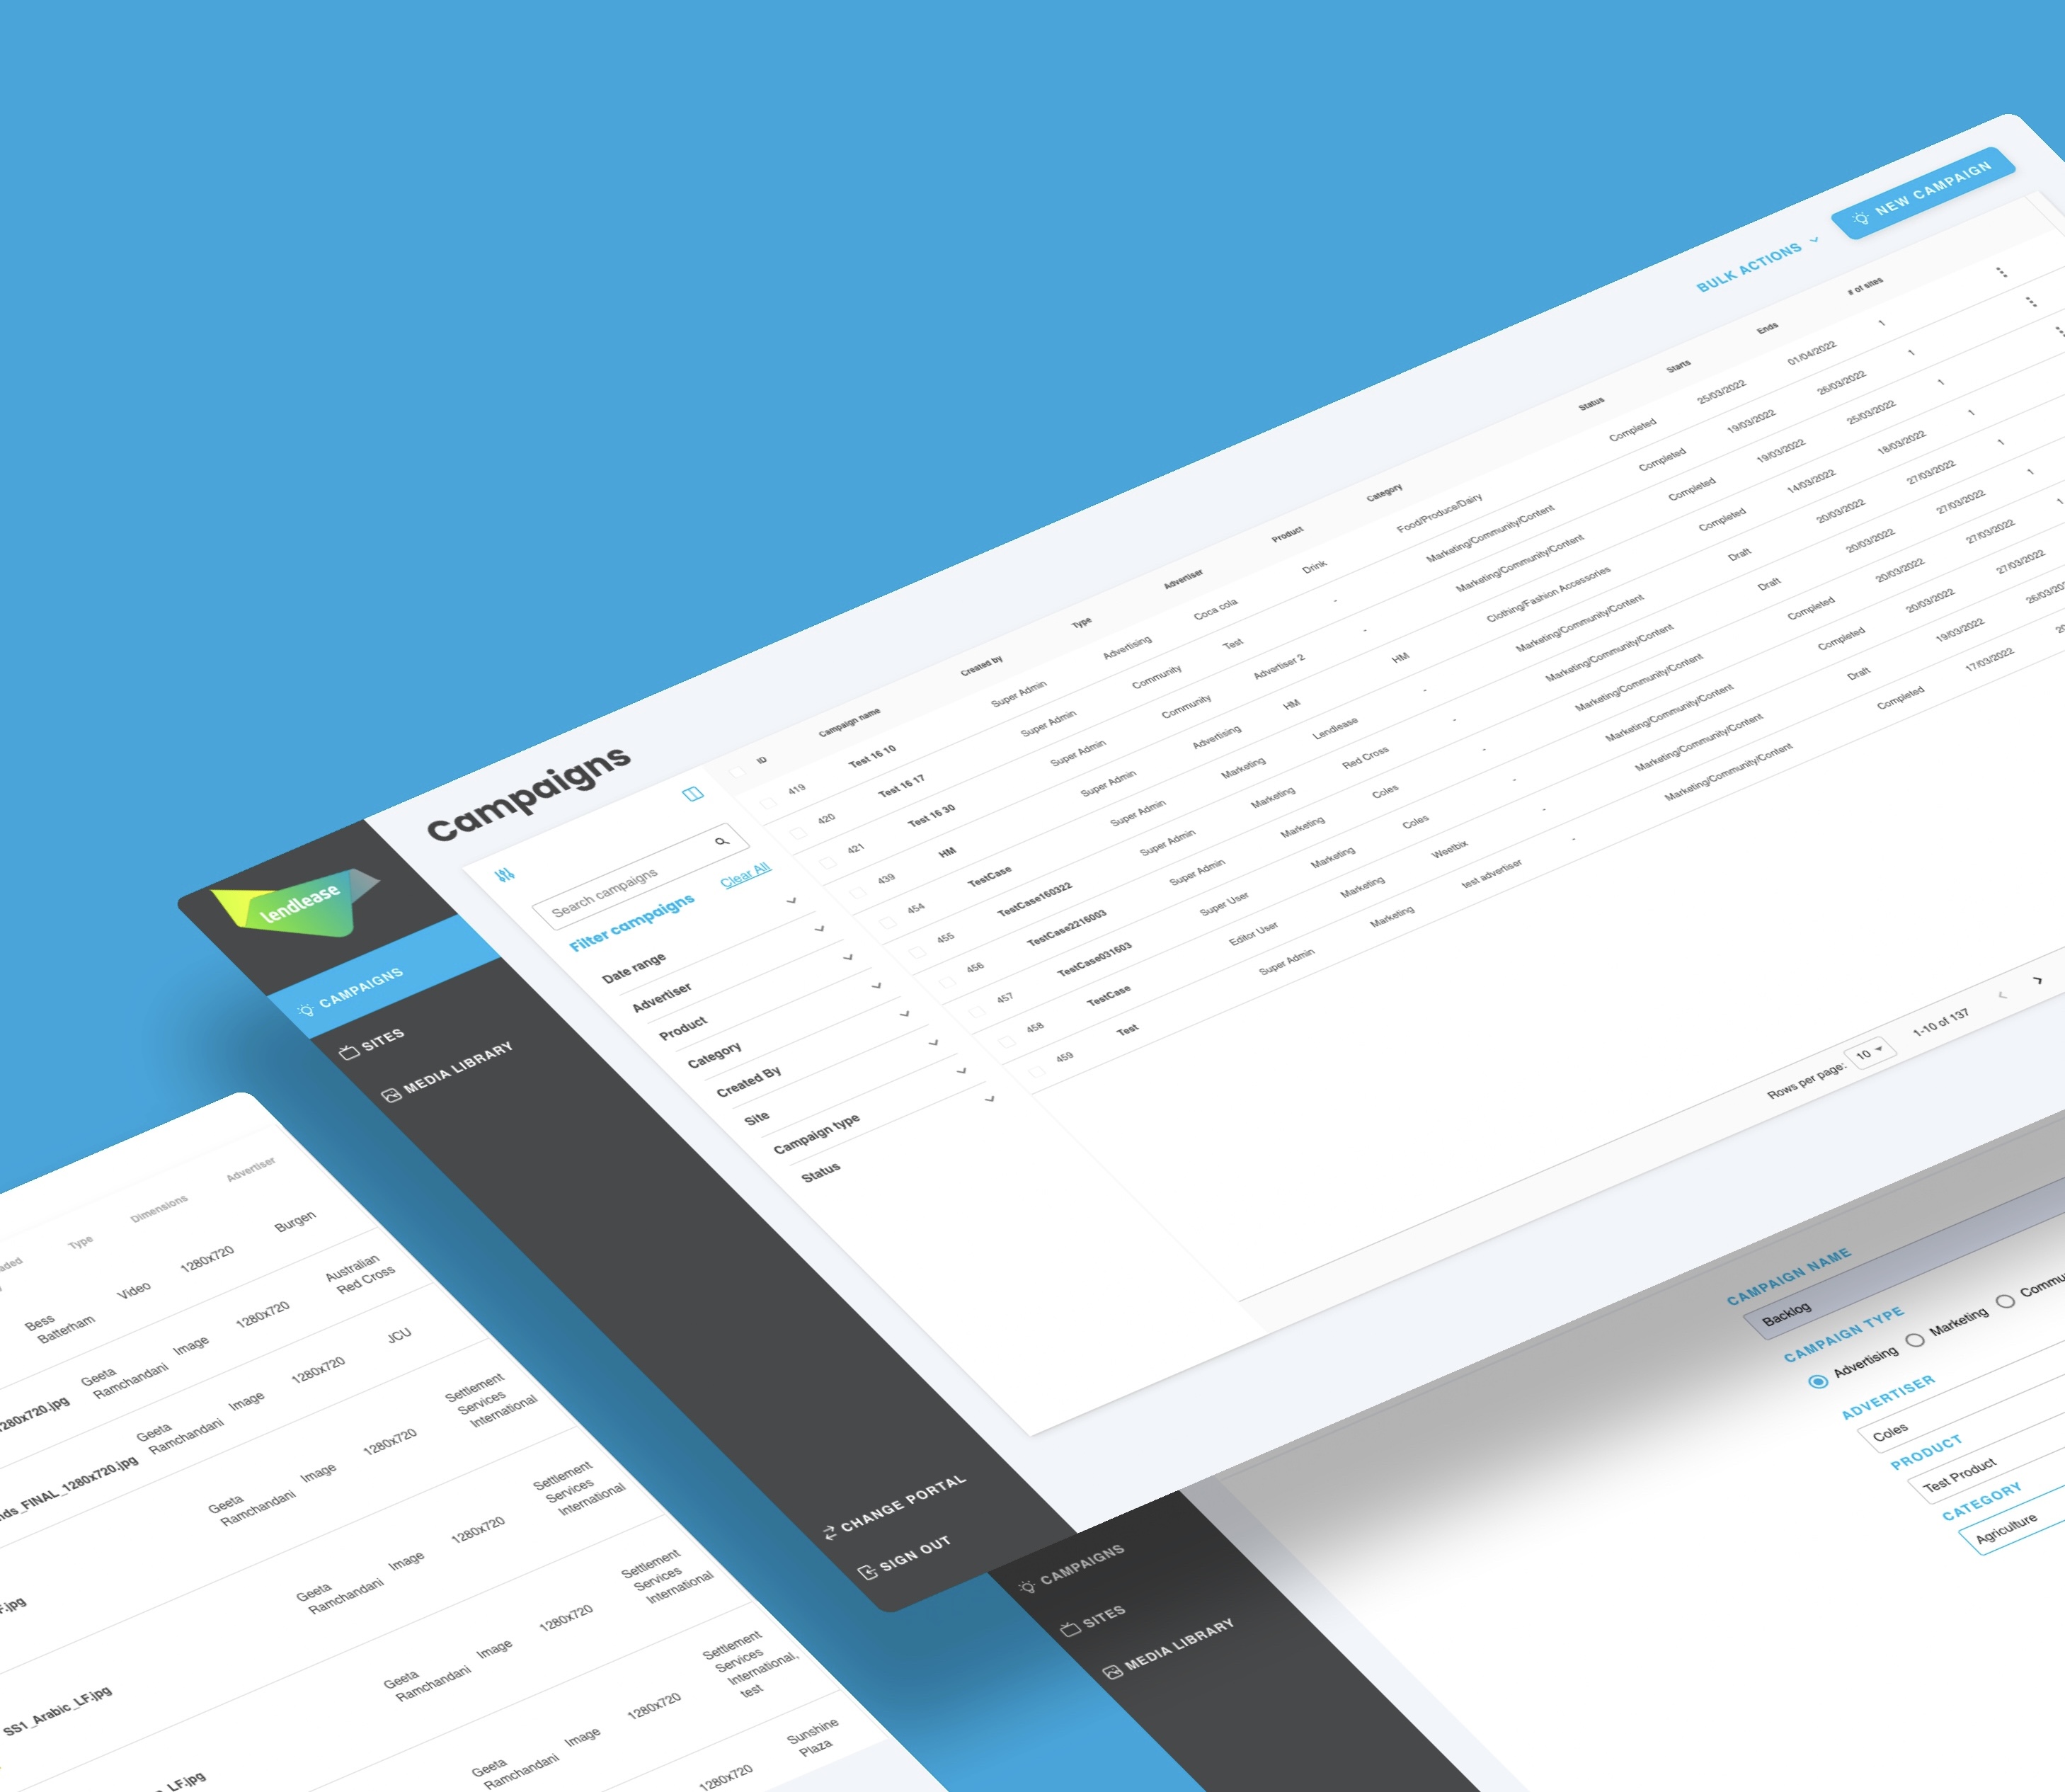 Campaigns
BULK ACTIONS
NEW CAMPAIGN
lendlease
CAMPAIGNS
SITES
MEDIA LIBRARY
CHANGE PORTAL
SIGN OUT
Search campaigns
Filter campaigns Clear All
Date range
Advertiser
Product
Category
Created By
Site
Campaign type
Status
ID Campaign name Created by Type Advertiser Product Category Status Starts Ends # of sites
419 Test 16 10 Super Admin Advertising Coca cola Drink Food/Produce/Dairy Completed 25/03/2022 01/04/2022 1
420 Test 16 17 Super Admin Community Test - Marketing/Community/Content Completed 19/03/2022 26/03/2022 1
421 Test 16 30 Super Admin Community Advertiser 2 - Marketing/Community/Content Completed 19/03/2022 25/03/2022 1
439 HM Super Admin Advertising HM HM Clothing/Fashion Accessories Completed 14/03/2022 18/03/2022 1
454 TestCase Super Admin Marketing Lendlease - Marketing/Community/Content Draft 20/03/2022 27/03/2022 1
455 TestCase160322 Super Admin Marketing Red Cross - Marketing/Community/Content Draft 20/03/2022 27/03/2022 1
456 TestCase2216003 Super Admin Marketing Coles - Marketing/Community/Content Completed 20/03/2022 27/03/2022 1
457 TestCase031603 Super User Marketing Coles - Marketing/Community/Content Completed 20/03/2022 27/03/2022
458 TestCase Editor User Marketing Weetbix - Marketing/Community/Content Draft 19/03/2022
459 Test Super Admin Marketing test advertiser - Marketing/Community/Content Completed 17/03/2022
Rows per page: 10 1-10 of 137
Type Dimensions Advertiser
Bess Batterham Video 1280x720 Burgen
1280x720.jpg Geeta Ramchandani Image 1280x720 Australian Red Cross
nds_FINAL_1280x720.jpg Geeta Ramchandani Image 1280x720 JCU
F.jpg Geeta Ramchandani Image 1280x720 Settlement Services International
SS1_Arabic_LF.jpg Geeta Ramchandani Image 1280x720 Settlement Services International
_LF.jpg Geeta Ramchandani Image 1280x720 Settlement Services International
Geeta Ramchandani Image 1280x720 Settlement Services International, test
1280x720 Sunshine Plaza
CAMPAIGNS
SITES
MEDIA LIBRARY
CAMPAIGN NAME
Backlog
CAMPAIGN TYPE
Advertising Marketing Commu
ADVERTISER
Coles
PRODUCT
Test Product
CATEGORY
Agriculture